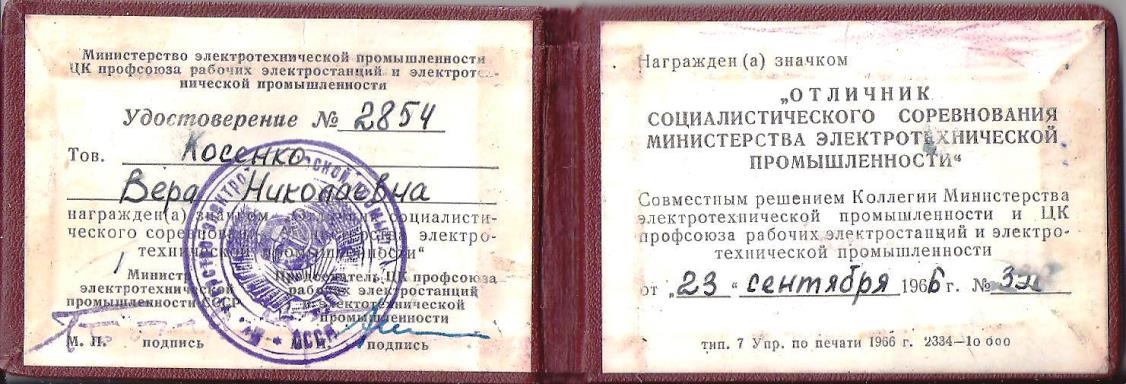 Министерство электротехнической промышленности
ЦК профсоюза рабочих электростанций и электротех-
нической промышленности
Удостоверение № 2854
Тов. Косенко
Вера Николаевна
награжден(а) значком „Отличник социалисти-
ческого соревнования Министерства электро-
технической промышленности“
Министр
электротехнической
промышленности СССР
М. П. подпись
Председатель ЦК профсоюза
рабочих электростанций
и электротехнической
промышленности
подпись
СССР
Награжден (а) значком
„ОТЛИЧНИК
СОЦИАЛИСТИЧЕСКОГО СОРЕВНОВАНИЯ
МИНИСТЕРСТВА ЭЛЕКТРОТЕХНИЧЕСКОЙ
ПРОМЫШЛЕННОСТИ“
Совместным решением Коллегии Министерства
электротехнической промышленности и ЦК
профсоюза рабочих электростанций и электро-
технической промышленности
от „23“ сентября 1966 г. №
тип. 7 Упр. по печати 1966 г. 2334—10 000